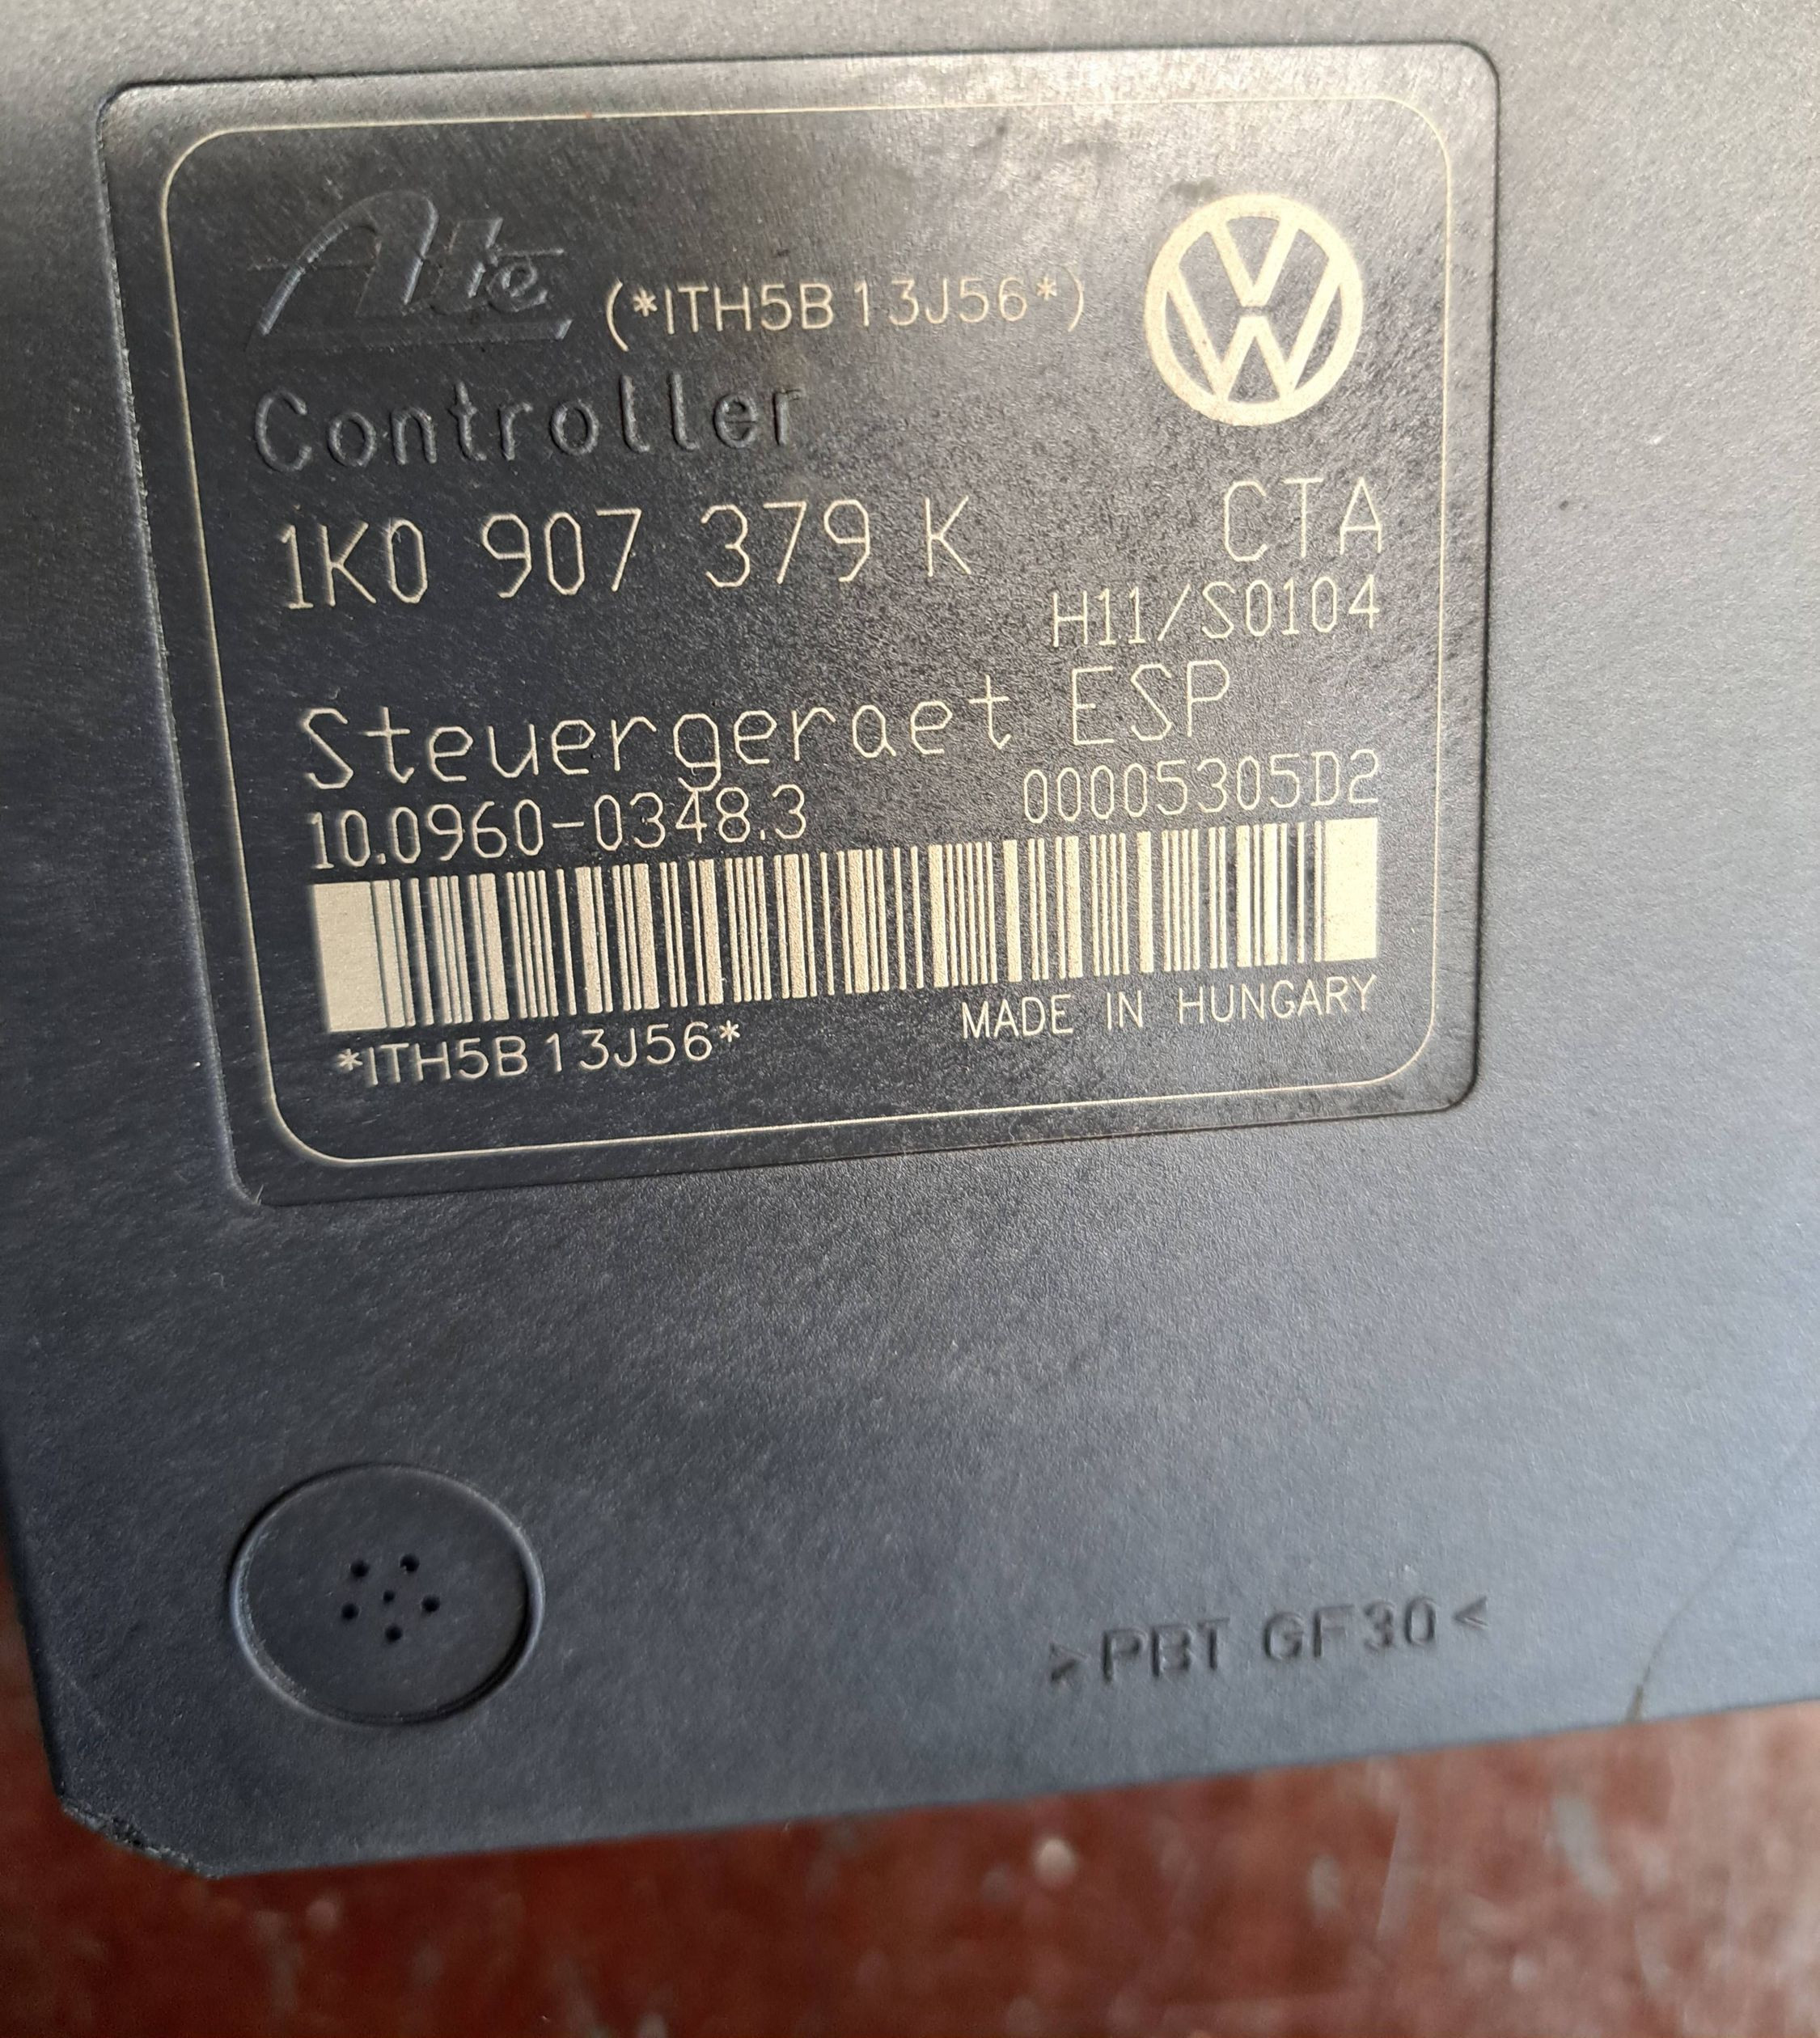 Ate (*ITH5B13J56*)
Controller
1K0 907 379 K CTA
H11/S0104
Steuergeraet ESP
10.0960-0348.3 00005305D2
*ITH5B13J56* MADE IN HUNGARY
>PBT GF30<